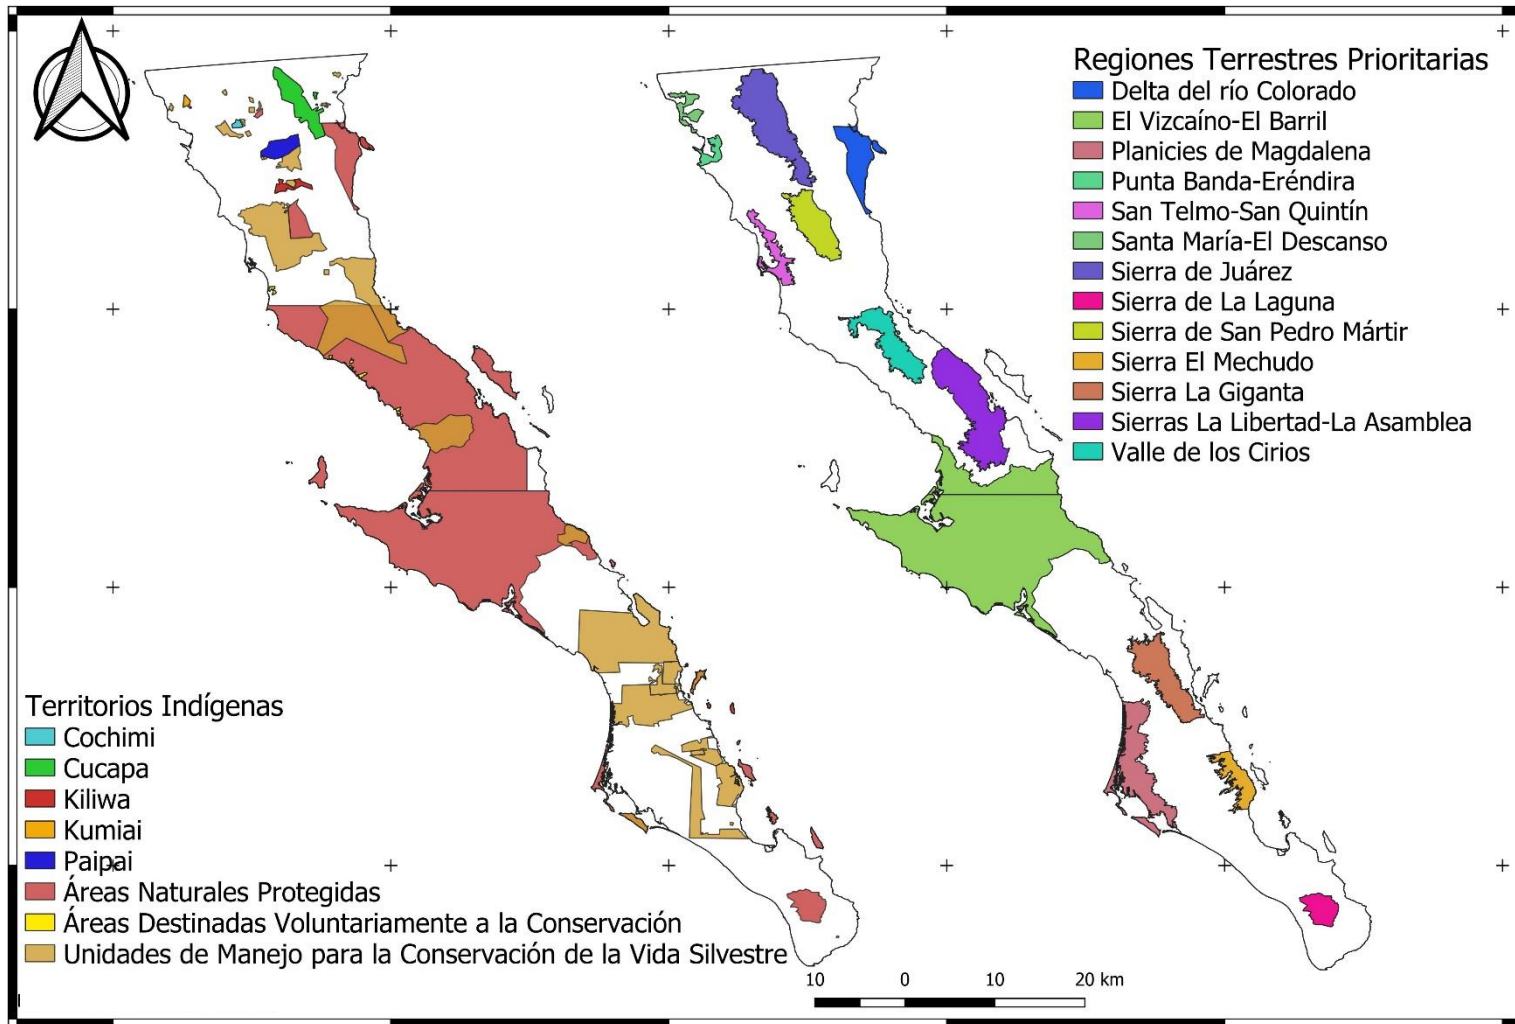 Regiones Terrestres Prioritarias
Delta del río Colorado
El Vizcaíno-El Barril
Planicies de Magdalena
Punta Banda-Eréndira
San Telmo-San Quintín
Santa María-El Descanso
Sierra de Juárez
Sierra de La Laguna
Sierra de San Pedro Mártir
Sierra El Mechudo
Sierra La Giganta
Sierras La Libertad-La Asamblea
Valle de los Cirios
Territorios Indígenas
Cochimi
Cucapa
Kiliwa
Kumiai
Paipai
Áreas Naturales Protegidas
Áreas Destinadas Voluntariamente a la Conservación
Unidades de Manejo para la Conservación de la Vida Silvestre
10 0 10 20 km